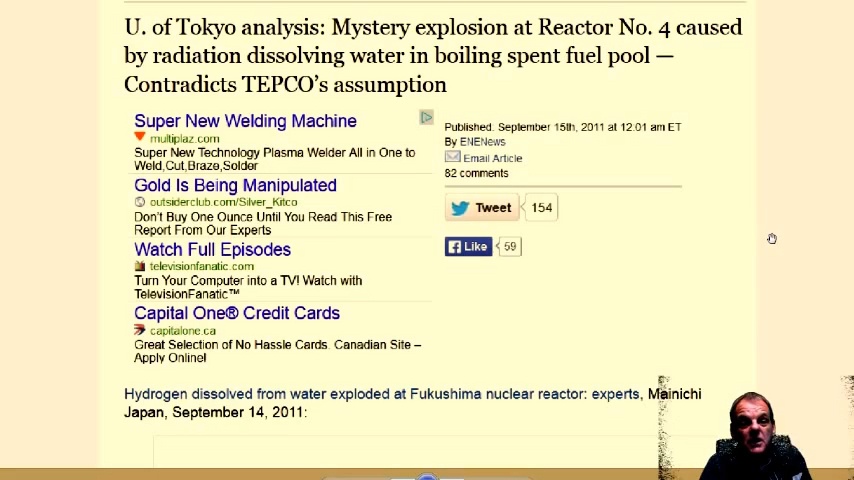 U. of Tokyo analysis: Mystery explosion at Reactor No. 4 caused
by radiation dissolving water in boiling spent fuel pool —
Contradicts TEPCO's assumption
Super New Welding Machine
multiplaz.com
Super New Technology Plasma Welder All in One to
Weld,Cut,Braze,Solder
Gold Is Being Manipulated
outsiderclub.com/Silver_Kitco
Don't Buy One Ounce Until You Read This Free
Report From Our Experts
Watch Full Episodes
televisionfanatic.com
Turn Your Computer into a TV! Watch with
TelevisionFanatic™
Capital One® Credit Cards
capitalone.ca
Great Selection of No Hassle Cards. Canadian Site –
Apply Online!
Published: September 15th, 2011 at 12:01 am ET
By ENENews
Email Article
82 comments
Tweet 154
Like 59
Hydrogen dissolved from water exploded at Fukushima nuclear reactor: experts, Mainichi
Japan, September 14, 2011: